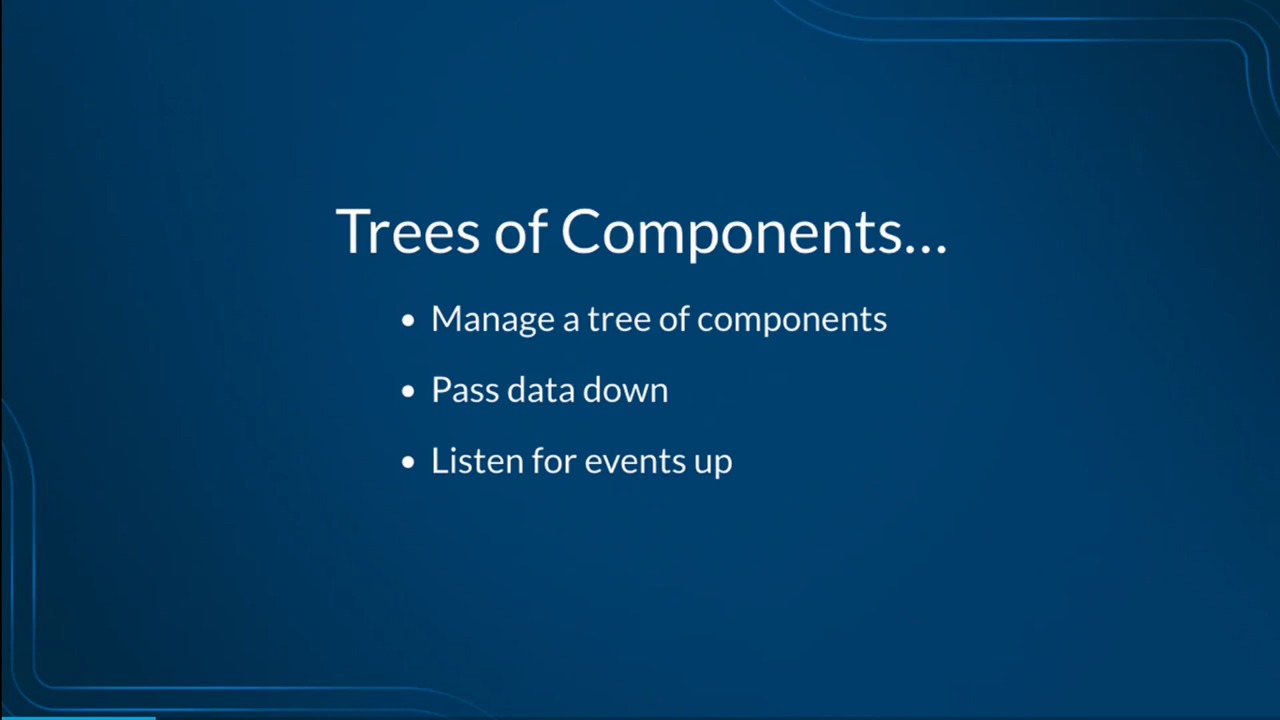 Trees of Components...
• Manage a tree of components
• Pass data down
• Listen for events up